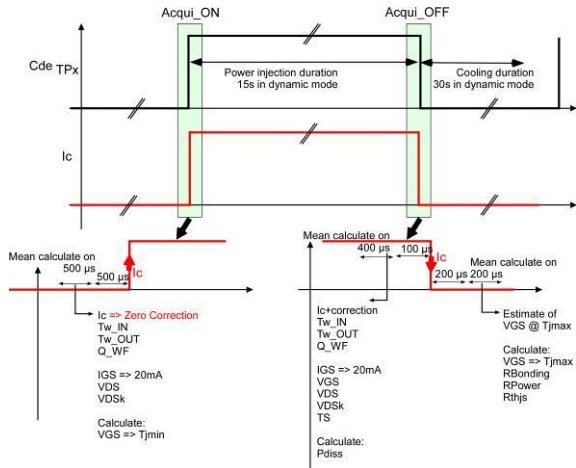 Acqui_ON
Acqui_OFF
Cde TPx
Power injection duration
15s in dynamic mode
Cooling duration
30s in dynamic mode
Ic
Mean calculate on
500 µs
500 µs
Ic
Ic => Zero Correction
Tw_IN
Tw_OUT
Q_WF
IGS => 20mA
VDS
VDSk
Calculate:
VGS => Tjmin
Mean calculate on
400 µs
100 µs
Ic
Ic+correction
Tw_IN
Tw_OUT
Q_WF
IGS => 20mA
VGS
VDS
VDSk
TS
Calculate:
Pdiss
Mean calculate on
200 µs
200 µs
Estimate of
VGS @ Tjmax
Calculate:
VGS => Tjmax
RBonding
RPower
Rthjs